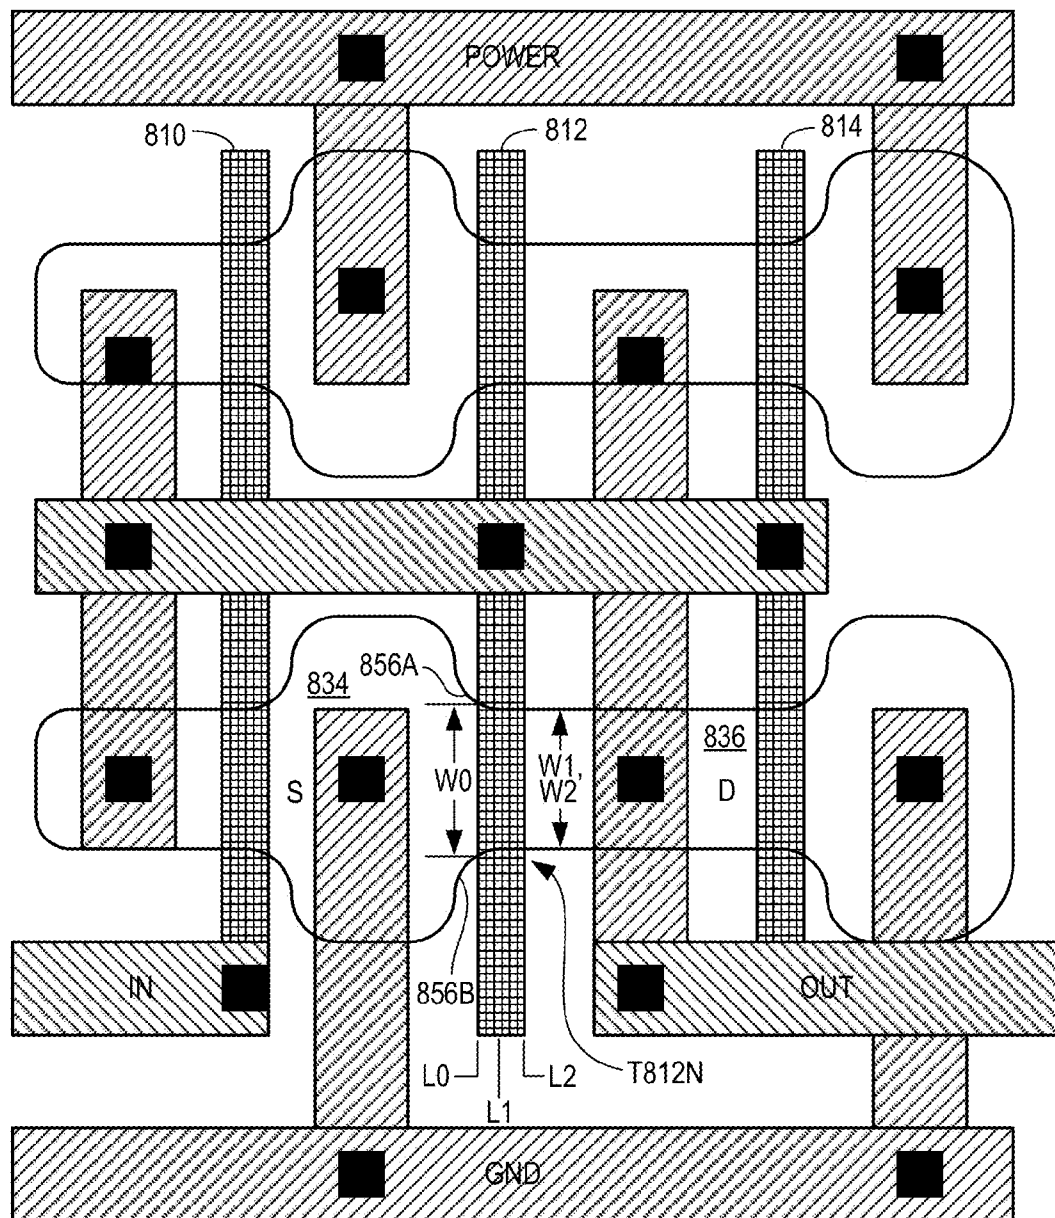 POWER
810
812
814
856A
834
W0
W1,
W2
836
S
D
IN
856B
OUT
L0
L1
L2
T812N
GND